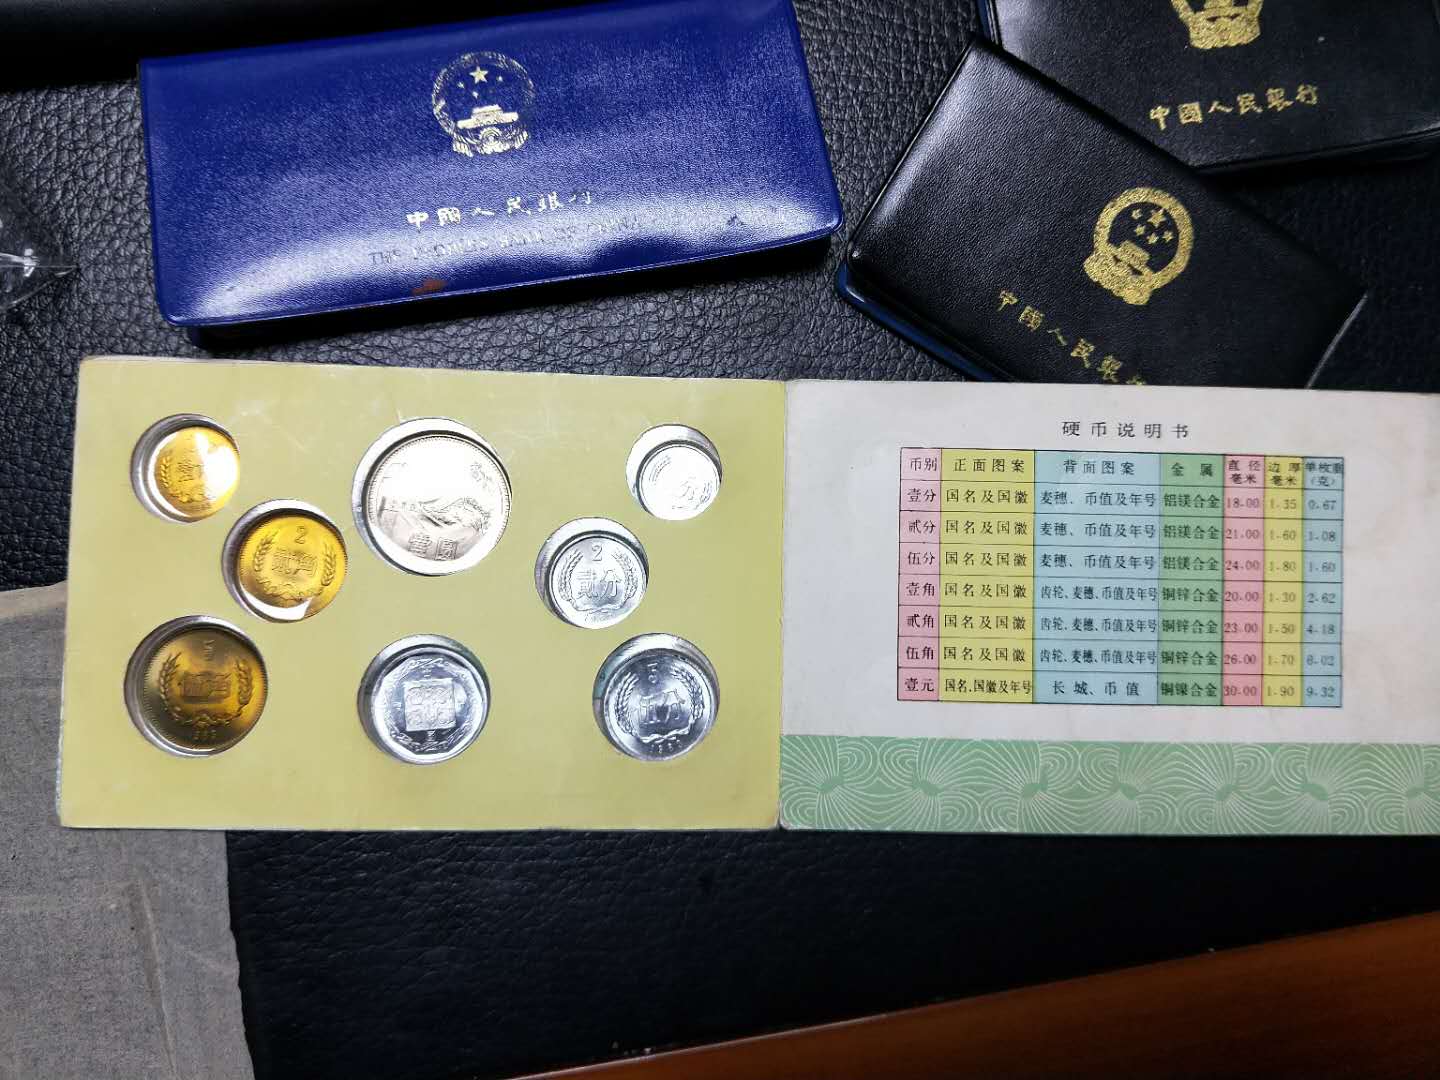 中國人民銀行
THE PEOPLE'S BANK OF CHINA
中國人民銀行
中國人民銀行
2
贰角
壹圆
2
贰分
5
伍分
硬币说明书
币别 正面图案 背面图案 金属 直径毫米 边厚毫米 单枚重(克)
壹分 国名及国徽 麦穗、币值及年号 铝镁合金 18.00 1.35 0.67
贰分 国名及国徽 麦穗、币值及年号 铝镁合金 21.00 1.60 1.08
伍分 国名及国徽 麦穗、币值及年号 铝镁合金 24.00 1.80 1.60
壹角 国名及国徽 齿轮、麦穗、币值及年号 铜锌合金 20.00 1.30 2.62
贰角 国名及国徽 齿轮、麦穗、币值及年号 铜锌合金 23.00 1.50 4.18
伍角 国名及国徽 齿轮、麦穗、币值及年号 铜锌合金 26.00 1.70 6.02
壹元 国名、国徽及年号 长城、币值 铜镍合金 30.00 1.90 9.32